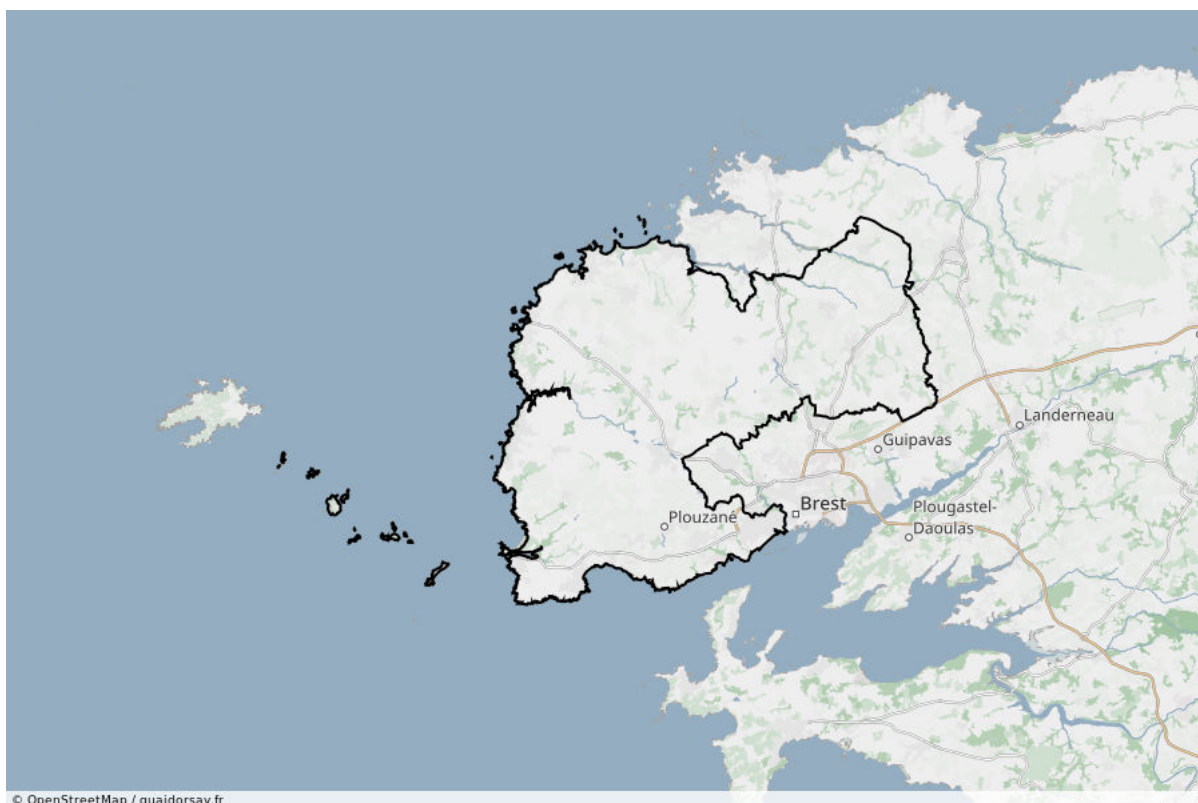 Landerneau
Guipavas
Brest
Plougastel-
Daoulas
Plouzané
© OpenStreetMap / quaidorsay.fr